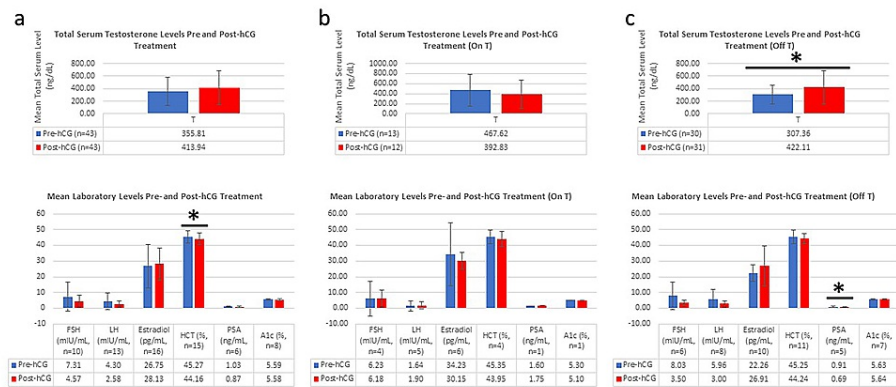 a
Total Serum Testosterone Levels Pre and Post-hCG
Treatment
Mean Total Serum Level
(ng/dL)
800.00
600.00
400.00
200.00
0.00
T
Pre-hCG (n=43) 355.81
Post-hCG (n=43) 413.94
Mean Laboratory Levels Pre- and Post-hCG Treatment
*
60
50
40
30
20
10
0
-10
FSH LH Estradiol HCT (%, PSA A1c (%,
(mIU/mL, (mIU/mL, (pg/mL, n=15) (ng/mL, n=8)
n=10) n=13) n=16) n=2)
Pre-hCG 7.31 4.30 26.75 45.27 1.03 5.59
Post-hCG 4.57 2.58 28.13 44.16 0.87 5.58
b
Total Serum Testosterone Levels Pre and Post-hCG
Treatment (On T)
Mean Total Serum Level
(ng/dL)
1000.00
800.00
600.00
400.00
200.00
0.00
T
Pre-hCG (n=13) 467.62
Post-hCG (n=12) 392.83
Mean Laboratory Levels Pre- and Post-hCG Treatment (On T)
60.00
50.00
40.00
30.00
20.00
10.00
0.00
-10.00
FSH LH Estradiol HCT (%, PSA A1c (%,
(mIU/mL, (mIU/mL, (pg/mL, n=4) (ng/mL, n=1)
n=4) n=5) n=6) n=1)
Pre-hCG 6.23 1.64 34.23 45.35 1.60 5.30
Post-hCG 6.18 1.90 30.15 43.95 1.75 5.10
c
Total Serum Testosterone Levels Pre and Post-hCG
Treatment (Off T)
*
Mean Total Serum Level
(ng/dL)
800.00
600.00
400.00
200.00
0.00
T
Pre-hCG (n=30) 307.36
Post-hCG (n=31) 422.11
Mean Laboratory Levels Pre- and Post-hCG Treatment (Off T)
60.00
50.00
40.00
30.00
20.00
10.00
0.00
-10.00
*
FSH LH Estradiol HCT (%, PSA A1c (%,
(mIU/mL, (mIU/mL, (pg/mL, n=11) (ng/mL, n=7)
n=6) n=8) n=10) n=5)
Pre-hCG 8.03 5.96 22.26 45.25 0.91 5.63
Post-hCG 3.50 3.00 26.91 44.24 0.69 5.64